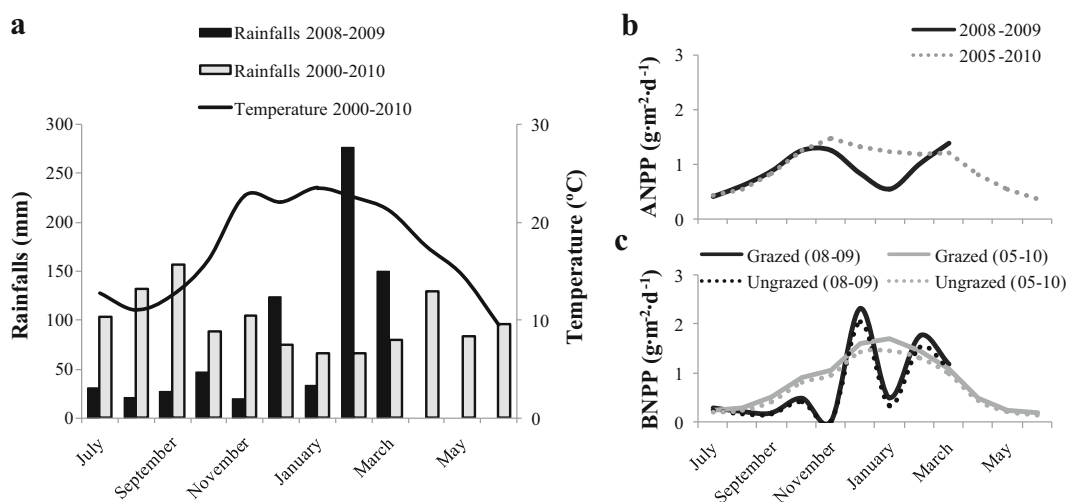 a
Rainfalls 2008-2009
Rainfalls 2000-2010
Temperature 2000-2010
300
250
200
150
100
50
0
Rainfalls (mm)
30
20
10
0
Temperature (ºC)
July
September
November
January
March
May
b
2008-2009
2005-2010
3
2
1
0
ANPP (g·m-2·d-1)
c
Grazed (08-09)
Grazed (05-10)
Ungrazed (08-09)
Ungrazed (05-10)
3
2
1
0
BNPP (g·m-2·d-1)
July
September
November
January
March
May